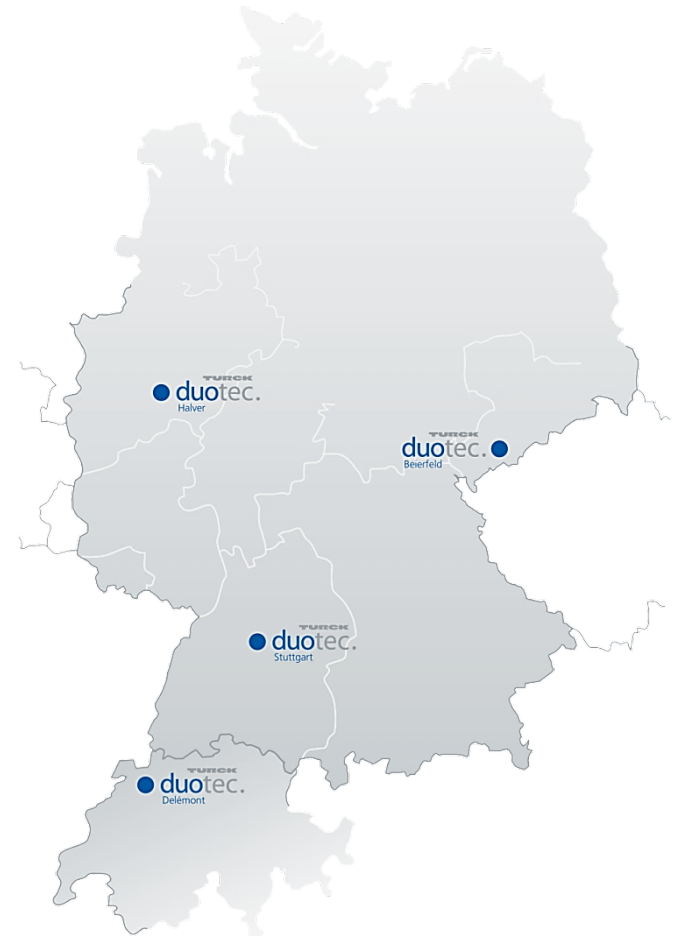 TURCK
duotec.
Halver
TURCK
duotec.
Beierfeld
TURCK
duotec.
Stuttgart
TURCK
duotec.
Delémont